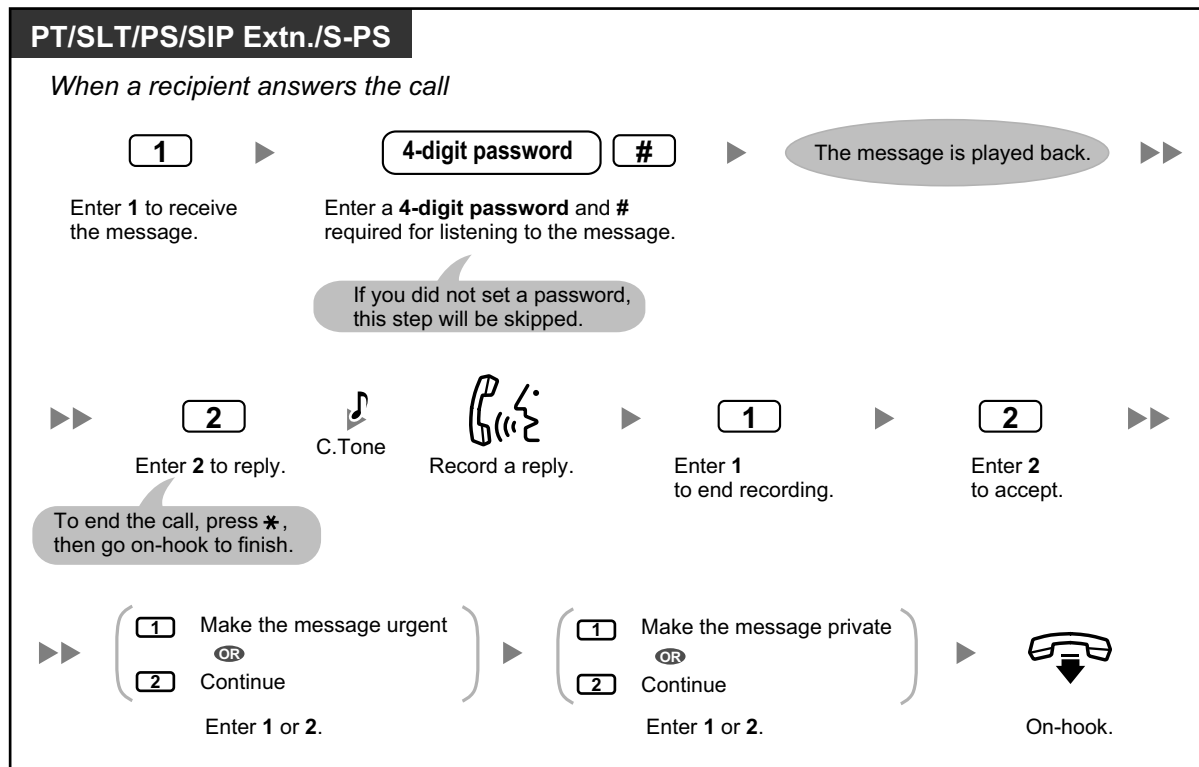 PT/SLT/PS/SIP Extn./S-PS
When a recipient answers the call
1
4-digit password #
The message is played back.
Enter 1 to receive
the message.
Enter a 4-digit password and #
required for listening to the message.
If you did not set a password,
this step will be skipped.
2
C.Tone
1
2
Enter 2 to reply.
Record a reply.
Enter 1
to end recording.
Enter 2
to accept.
To end the call, press *,
then go on-hook to finish.
1 Make the message urgent
OR
2 Continue
Enter 1 or 2.
1 Make the message private
OR
2 Continue
Enter 1 or 2.
On-hook.